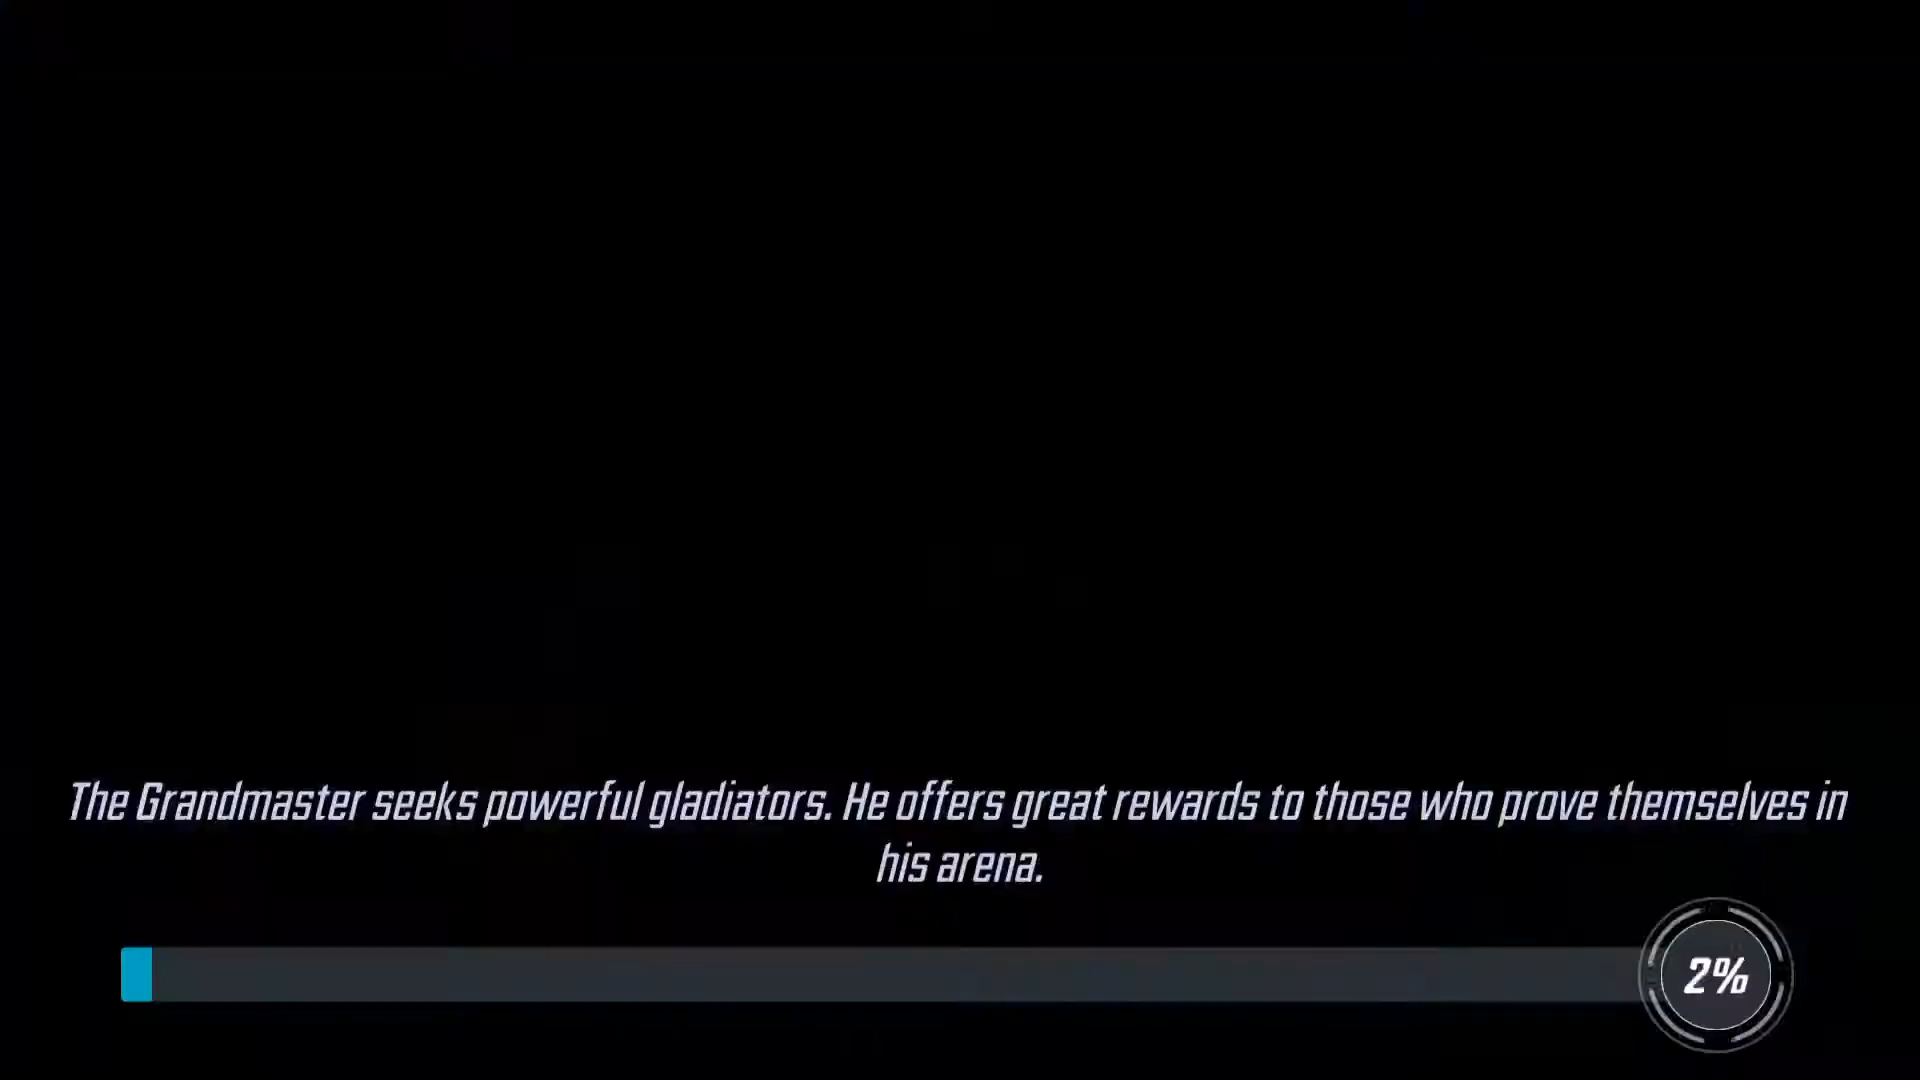 The Grandmaster seeks powerful gladiators. He offers great rewards to those who prove themselves in
his arena.
2%